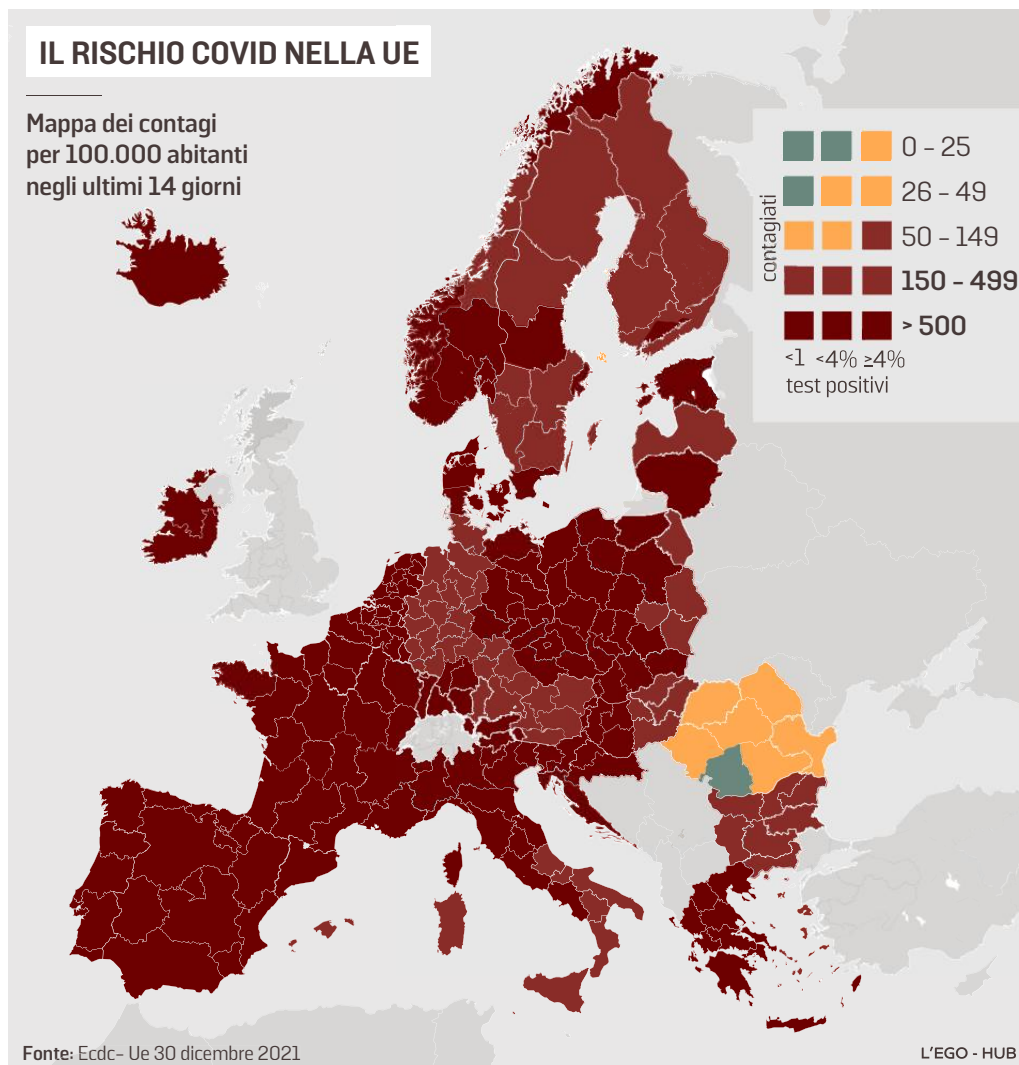 IL RISCHIO COVID NELLA UE
Mappa dei contagi
per 100.000 abitanti
negli ultimi 14 giorni
contagiati
0 - 25
26 - 49
50 - 149
150 - 499
> 500
<1 <4% ≥4%
test positivi
Fonte: Ecdc- Ue 30 dicembre 2021
L'EGO - HUB